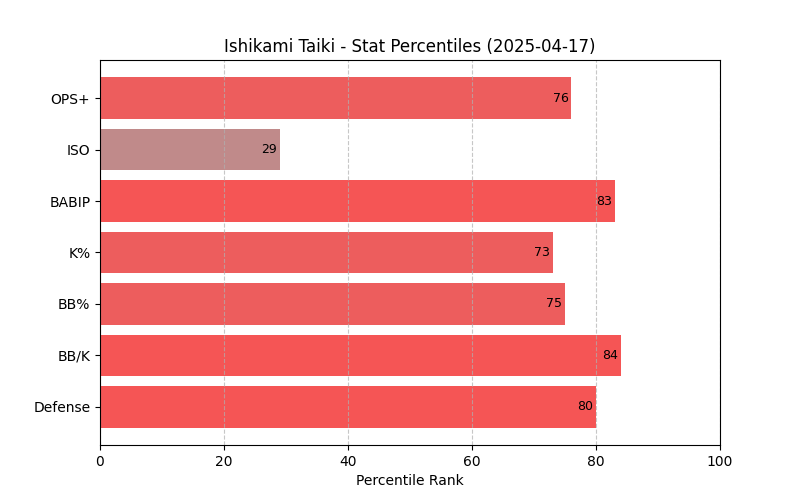 Ishikami Taiki - Stat Percentiles (2025-04-17)
OPS+ 76
ISO 29
BABIP 83
K% 73
BB% 75
BB/K 84
Defense 80
0 20 40 60 80 100
Percentile Rank